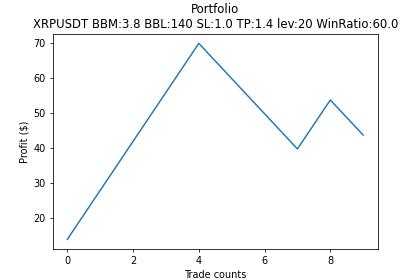 Portfolio
XRPUSDT BBM:3.8 BBL:140 SL:1.0 TP:1.4 lev:20 WinRatio:60.0
70
60
50
40
30
20
Profit ($)
0 2 4 6 8
Trade counts